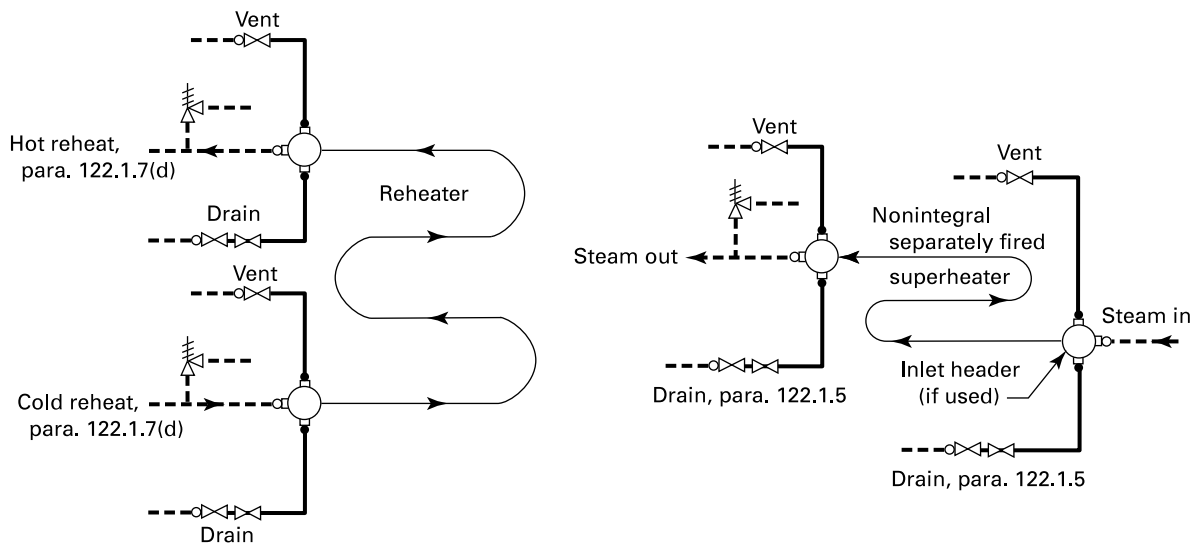 Vent
Hot reheat,
para. 122.1.7(d)
Reheater
Drain
Vent
Cold reheat,
para. 122.1.7(d)
Drain
Vent
Vent
Nonintegral
separately fired
superheater
Steam out
Steam in
Inlet header
(if used)
Drain, para. 122.1.5
Drain, para. 122.1.5